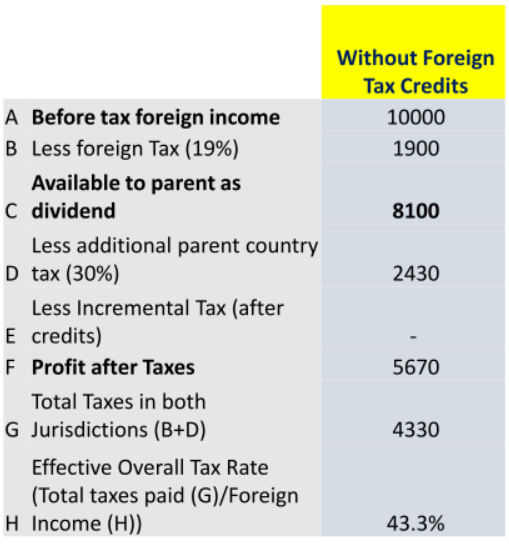 Without Foreign
Tax Credits
A Before tax foreign income 10000
B Less foreign Tax (19%) 1900
Available to parent as
C dividend 8100
Less additional parent country
D tax (30%) 2430
Less Incremental Tax (after
E credits) -
F Profit after Taxes 5670
Total Taxes in both
G Jurisdictions (B+D) 4330
Effective Overall Tax Rate
(Total taxes paid (G)/Foreign
H Income (H)) 43.3%